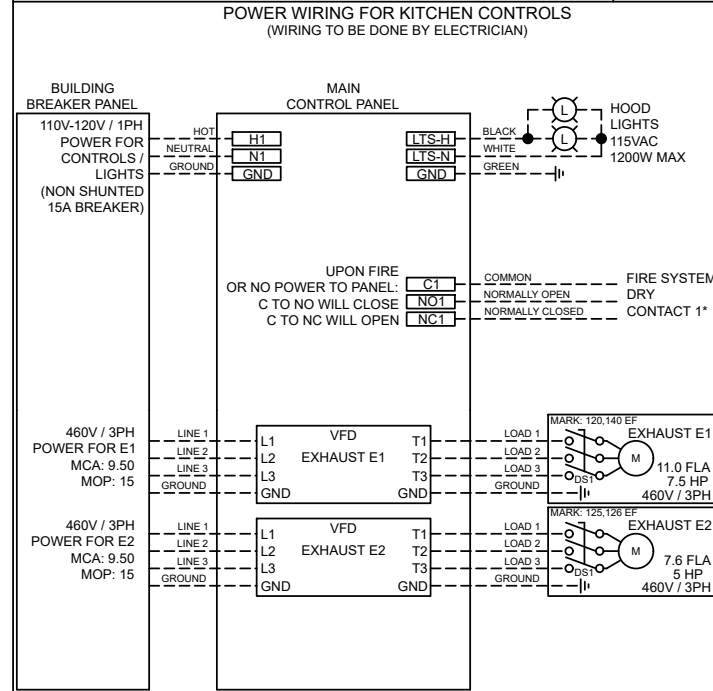 POWER WIRING FOR KITCHEN CONTROLS
(WIRING TO BE DONE BY ELECTRICIAN)
BUILDING
BREAKER PANEL
MAIN
CONTROL PANEL
110V-120V / 1PH
POWER FOR
CONTROLS /
LIGHTS
(NON SHUNTED
15A BREAKER)
HOT
NEUTRAL
GROUND
H1
N1
GND
LTS-H
LTS-N
GND
BLACK
WHITE
GREEN
L
L
HOOD
LIGHTS
115VAC
1200W MAX
UPON FIRE
OR NO POWER TO PANEL:
C TO NO WILL CLOSE
C TO NC WILL OPEN
C1
NO1
NC1
COMMON
NORMALLY OPEN
NORMALLY CLOSED
FIRE SYSTEM
DRY
CONTACT 1*
460V / 3PH
POWER FOR E1
MCA: 9.50
MOP: 15
LINE 1
LINE 2
LINE 3
GROUND
L1
L2
L3
GND
VFD
EXHAUST E1
T1
T2
T3
GND
LOAD 1
LOAD 2
LOAD 3
GROUND
MARK: 120,140 EF
EXHAUST E1
M
DS1
11.0 FLA
7.5 HP
460V / 3PH
460V / 3PH
POWER FOR E2
MCA: 9.50
MOP: 15
LINE 1
LINE 2
LINE 3
GROUND
L1
L2
L3
GND
VFD
EXHAUST E2
T1
T2
T3
GND
LOAD 1
LOAD 2
LOAD 3
GROUND
MARK: 125,126 EF
EXHAUST E2
M
DS1
7.6 FLA
5 HP
460V / 3PH